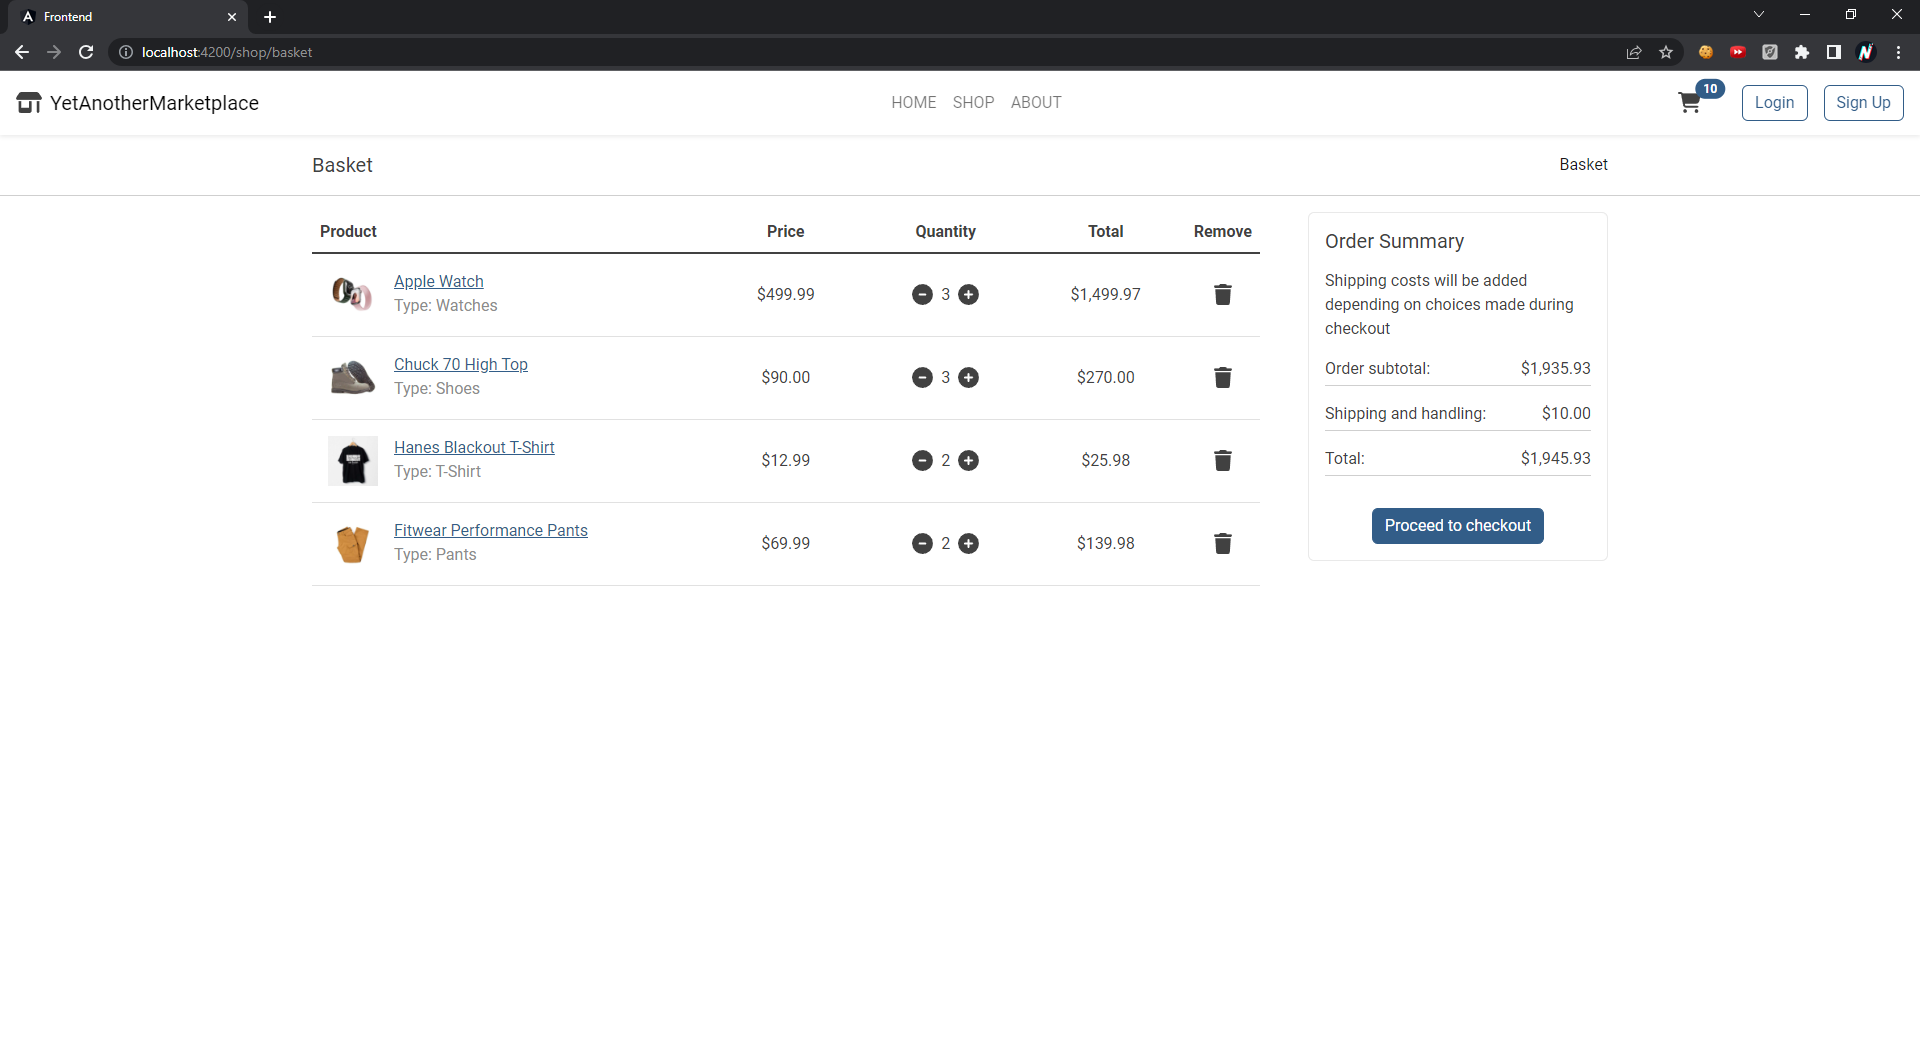 Frontend
localhost:4200/shop/basket
YetAnotherMarketplace HOME SHOP ABOUT 10 Login Sign Up
Basket Basket
Product Price Quantity Total Remove
Apple Watch
Type: Watches
$499.99 3 $1,499.97
Chuck 70 High Top
Type: Shoes
$90.00 3 $270.00
Hanes Blackout T-Shirt
Type: T-Shirt
$12.99 2 $25.98
Fitwear Performance Pants
Type: Pants
$69.99 2 $139.98
Order Summary
Shipping costs will be added
depending on choices made during
checkout
Order subtotal: $1,935.93
Shipping and handling: $10.00
Total: $1,945.93
Proceed to checkout